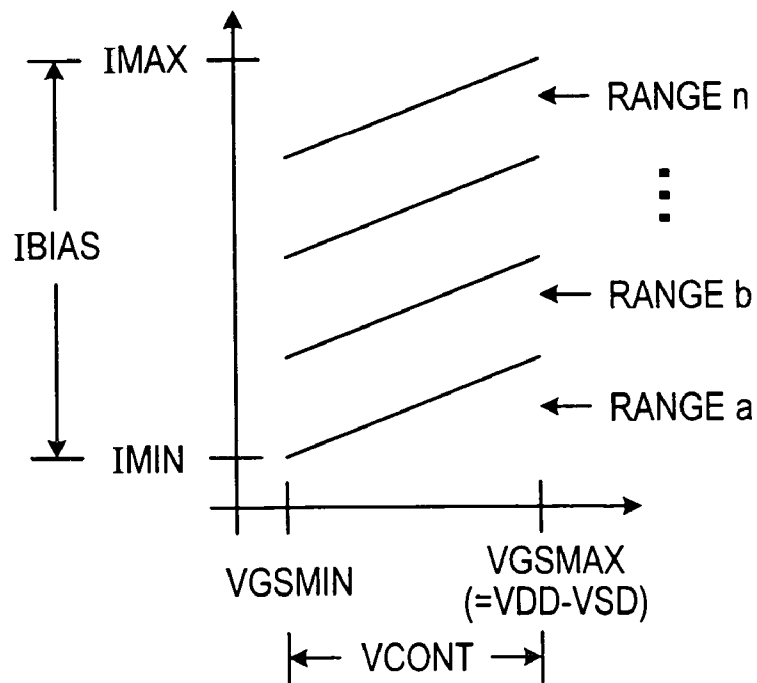 IMAX
RANGE n
IBIAS
RANGE b
RANGE a
IMIN
VGSMIN
VGSMAX
(=VDD-VSD)
VCONT